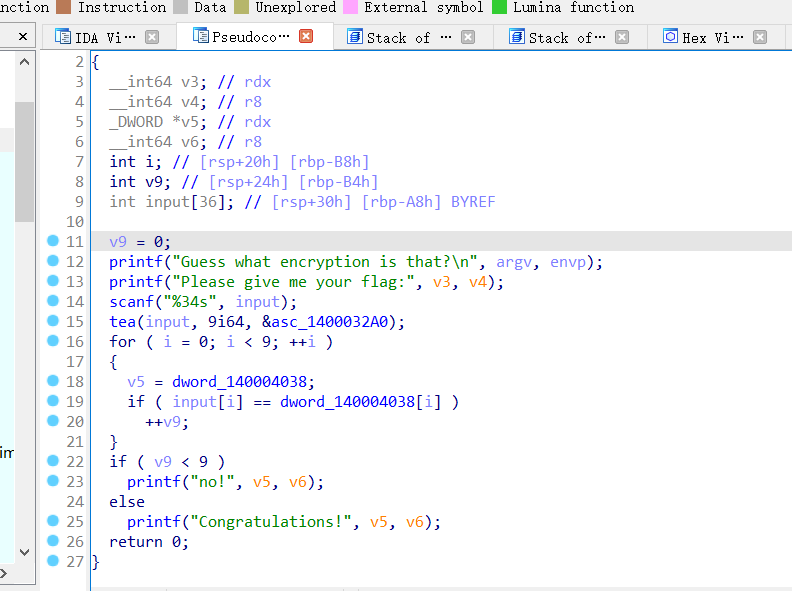 nction Instruction Data Unexplored External symbol Lumina function
IDA Vi… Pseudoco… Stack of … Stack of… Hex Vi…
2 {
3 __int64 v3; // rdx
4 __int64 v4; // r8
5 _DWORD *v5; // rdx
6 __int64 v6; // r8
7 int i; // [rsp+20h] [rbp-B8h]
8 int v9; // [rsp+24h] [rbp-B4h]
9 int input[36]; // [rsp+30h] [rbp-A8h] BYREF
10
11 v9 = 0;
12 printf("Guess what encryption is that?\n", argv, envp);
13 printf("Please give me your flag:", v3, v4);
14 scanf("%34s", input);
15 tea(input, 9i64, &asc_1400032A0);
16 for ( i = 0; i < 9; ++i )
17 {
18 v5 = dword_140004038;
19 if ( input[i] == dword_140004038[i] )
20 ++v9;
21 }
22 if ( v9 < 9 )
23 printf("no!", v5, v6);
24 else
25 printf("Congratulations!", v5, v6);
26 return 0;
27 }
im